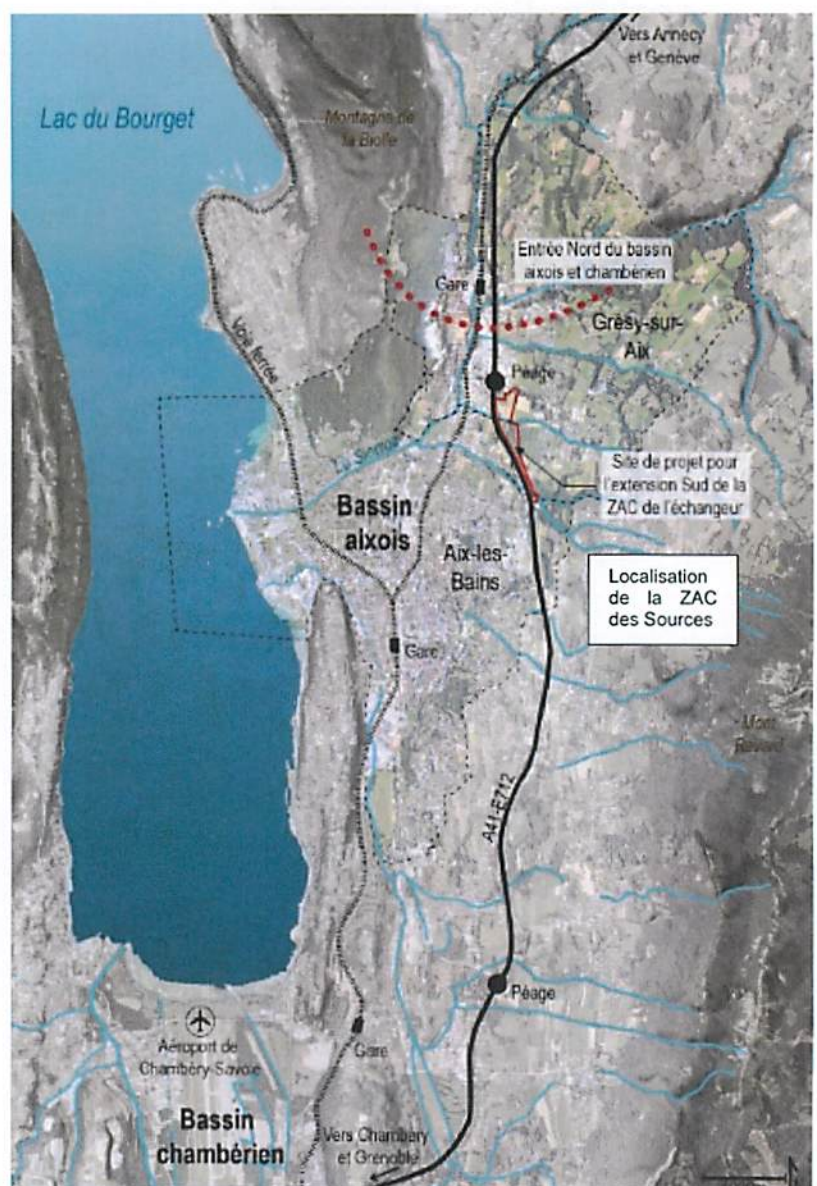 Vers Annecy
et Genève
Lac du Bourget
Montagne de
la Biolle
Entrée Nord du bassin
aixois et chambérien
Gare
Grésy-sur-
Aix
Voie ferrée
Péage
Le Sierroz
Site de projet pour
l'extension Sud de la
ZAC de l'échangeur
Bassin
aixois
Aix-les-
Bains
Localisation
de la ZAC
des Sources
Gare
Mont
Revard
A41-E712
Péage
Aéroport de
Chambéry-Savoie
Gare
Bassin
chambérien
Vers Chambéry
et Grenoble